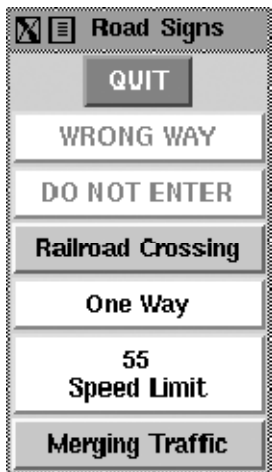 Road Signs
QUIT
WRONG WAY
DO NOT ENTER
Railroad Crossing
One Way
55
Speed Limit
Merging Traffic